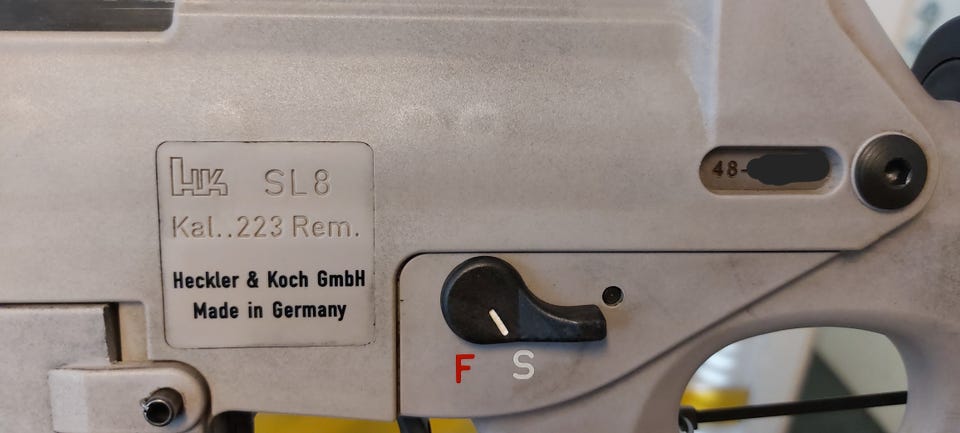 HK SL8
Kal..223 Rem.
Heckler & Koch GmbH
Made in Germany
48-
F S